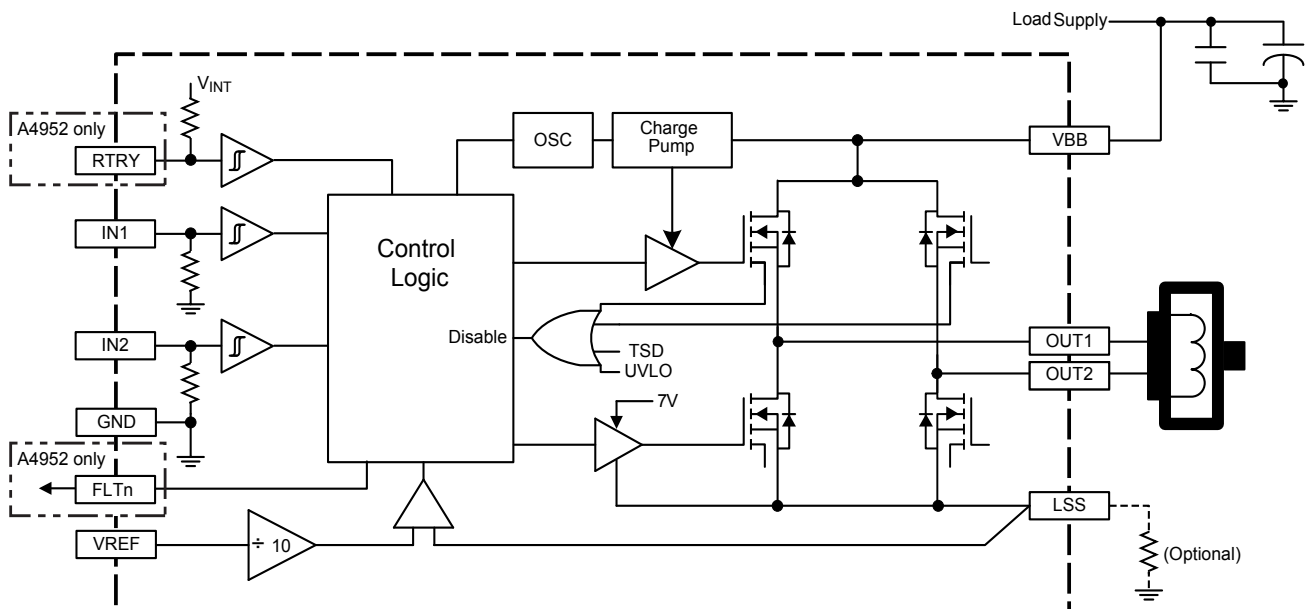 Load Supply
VINT
A4952 only
RTRY
OSC
Charge
Pump
VBB
IN1
Control
Logic
IN2
Disable
TSD
UVLO
OUT1
OUT2
GND
7V
A4952 only
FLTn
LSS
VREF
÷ 10
(Optional)